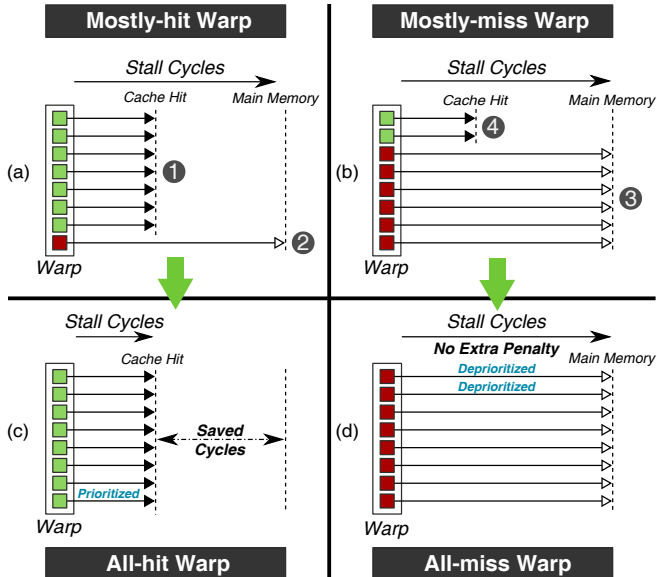 Mostly-hit Warp
Mostly-miss Warp
Stall Cycles
Cache Hit
Main Memory
(a)
1
2
Warp
Stall Cycles
Cache Hit
Main Memory
(b)
4
3
Warp
Stall Cycles
Cache Hit
(c)
Saved
Cycles
Prioritized
Warp
All-hit Warp
Stall Cycles
No Extra Penalty
Main Memory
Deprioritized
Deprioritized
(d)
Warp
All-miss Warp